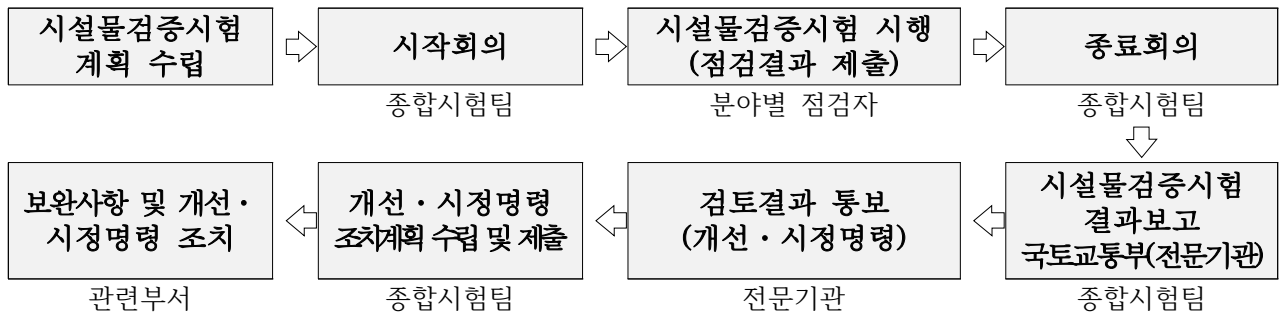 시설물검증시험
계획 수립
시작회의
종합시험팀
시설물검증시험 시행
(점검결과 제출)
분야별 점검자
종료회의
종합시험팀
시설물검증시험
결과보고
국토교통부(전문기관)
종합시험팀
검토결과 통보
(개선・시정명령)
전문기관
개선・시정명령
조치계획 수립 및 제출
종합시험팀
보완사항 및 개선・
시정명령 조치
관련부서